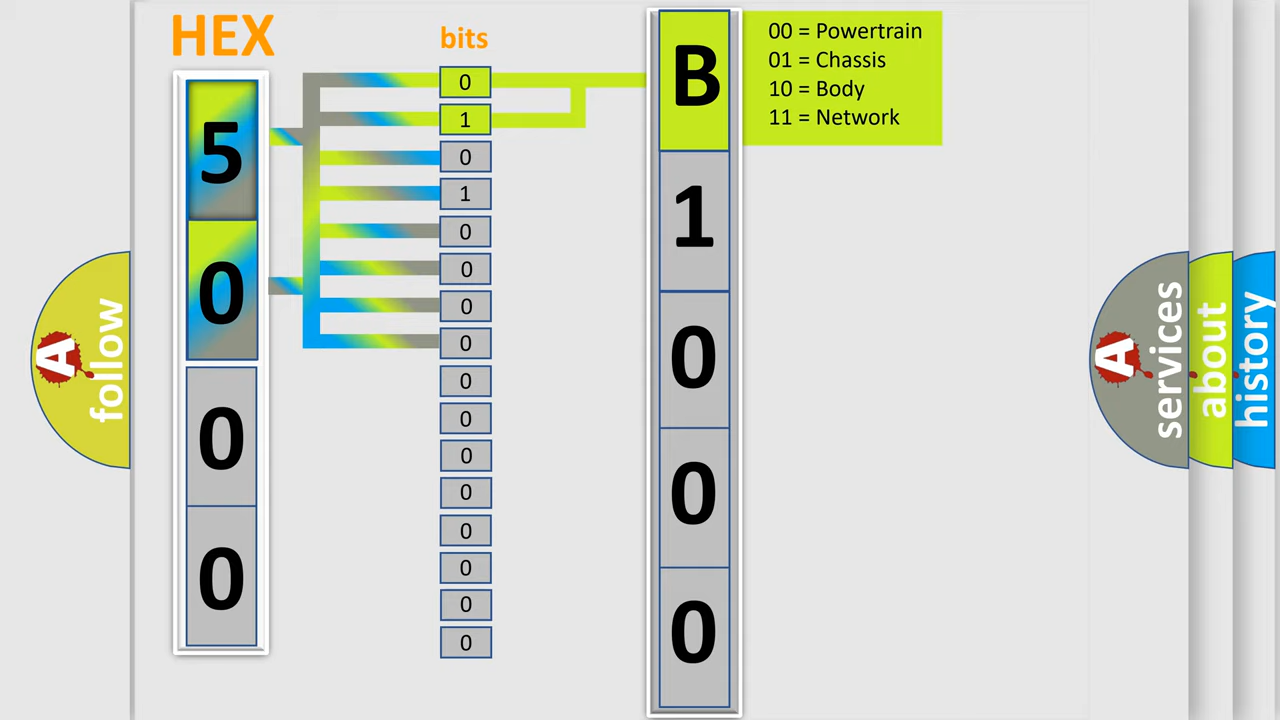 HEX
bits
5
0
0
0
0
1
0
1
0
0
0
0
0
0
0
0
0
0
0
0
B
1
0
0
0
00 = Powertrain
01 = Chassis
10 = Body
11 = Network
A
follow
A
services
about
history